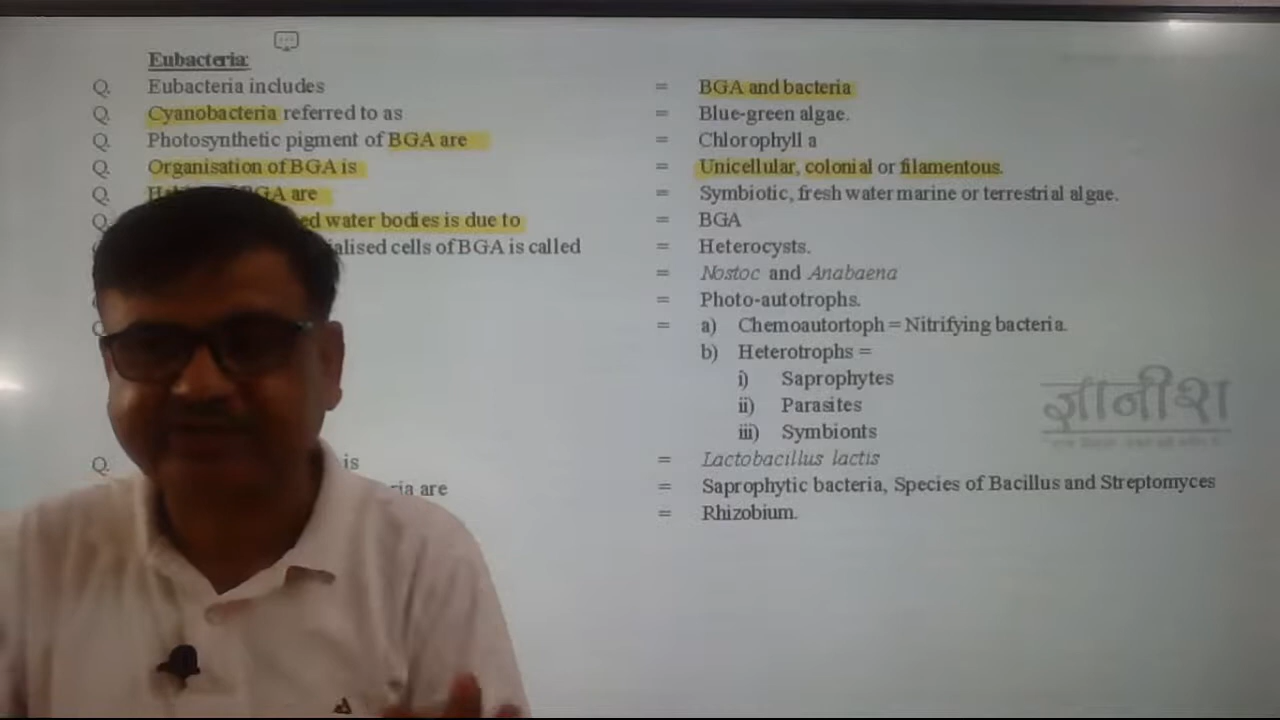 Eubacteria:
Q. Eubacteria includes = BGA and bacteria
Q. Cyanobacteria referred to as = Blue-green algae.
Q. Photosynthetic pigment of BGA are = Chlorophyll a
Q. Organisation of BGA is = Unicellular, colonial or filamentous.
Q. BGA are = Symbiotic, fresh water marine or terrestrial algae.
Q. water bodies is due to = BGA
cells of BGA is called = Heterocysts.
= Nostoc and Anabaena
= Photo-autotrophs.
= a) Chemoautortoph = Nitrifying bacteria.
b) Heterotrophs =
i) Saprophytes
ii) Parasites
iii) Symbionts
Q. is = Lactobacillus lactis
are = Saprophytic bacteria, Species of Bacillus and Streptomyces
= Rhizobium.
ज्ञानीश